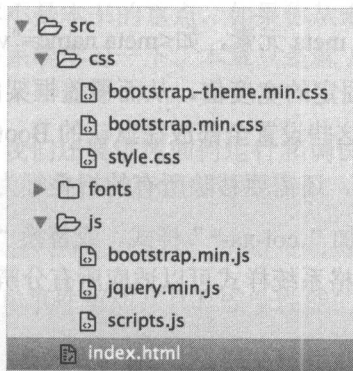 src
css
bootstrap-theme.min.css
bootstrap.min.css
style.css
fonts
js
bootstrap.min.js
jquery.min.js
scripts.js
index.html